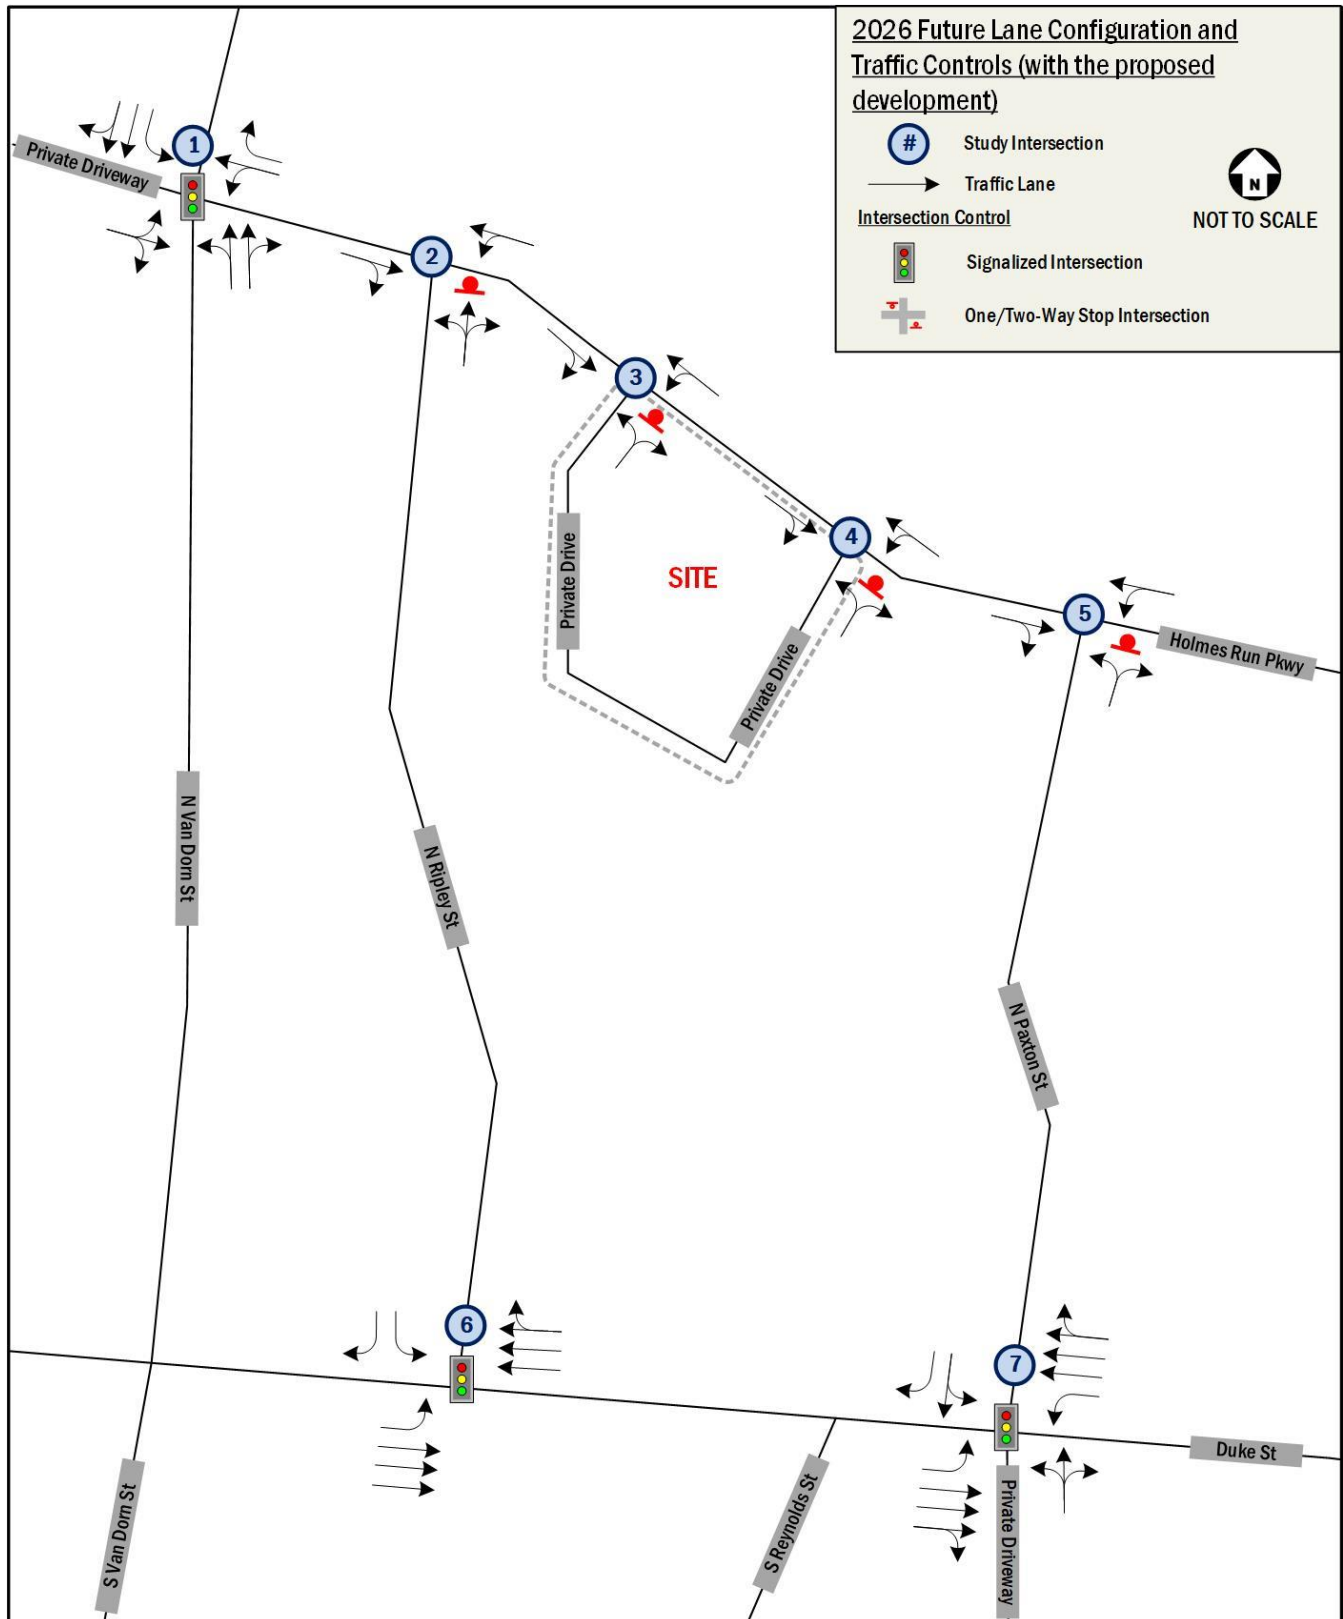 2026 Future Lane Configuration and
Traffic Controls (with the proposed
development)
#
Study Intersection
Traffic Lane
N
NOT TO SCALE
Intersection Control
Signalized Intersection
One/Two-Way Stop Intersection
Private Driveway
1
2
3
4
5
Private Drive
SITE
Private Drive
Holmes Run Pkwy
N Van Dorn St
N Ripley St
N Paxton St
6
7
Duke St
S Van Dorn St
S Reynolds St
Private Driveway